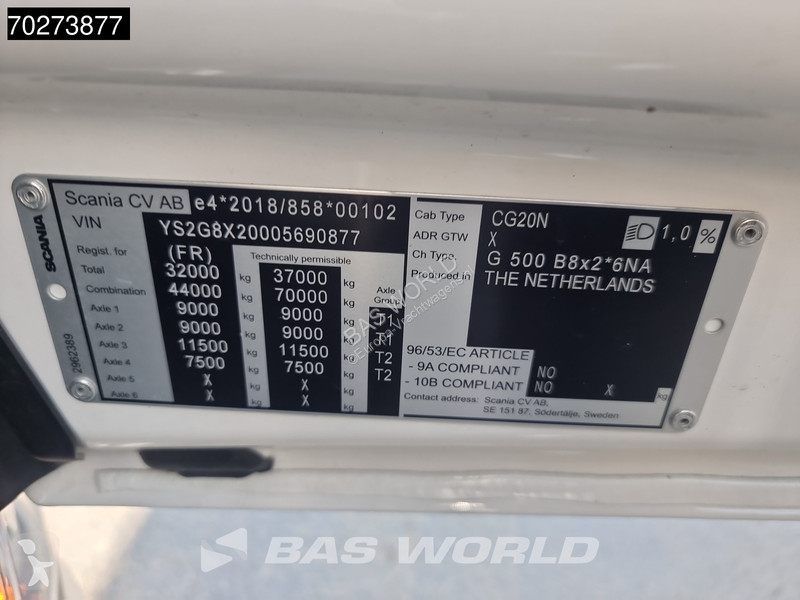 70273877
SCANIA
2962389
Scania CV AB e4*2018/858*00102
VIN YS2G8X20005690877
Regist. for (FR) Technically permissible
Total 32000 kg 37000 kg
Combination 44000 kg 70000 kg Axle Group
Axle 1 9000 kg 9000 kg T1
Axle 2 9000 kg 9000 kg
Axle 3 11500 kg 11500 kg T2
Axle 4 7500 kg 7500 kg T2
Axle 5 X kg X kg
Axle 6 X kg X kg
Cab Type CG20N 1,0 %
ADR GTW X
Ch Type. G 500 B8x2*6NA
Produced in THE NETHERLANDS
96/53/EC ARTICLE
- 9A COMPLIANT NO
- 10B COMPLIANT NO X kg
Contact address: Scania CV AB,
SE 151 87, Södertälje, Sweden.
BAS WORLD
BAS WORLD